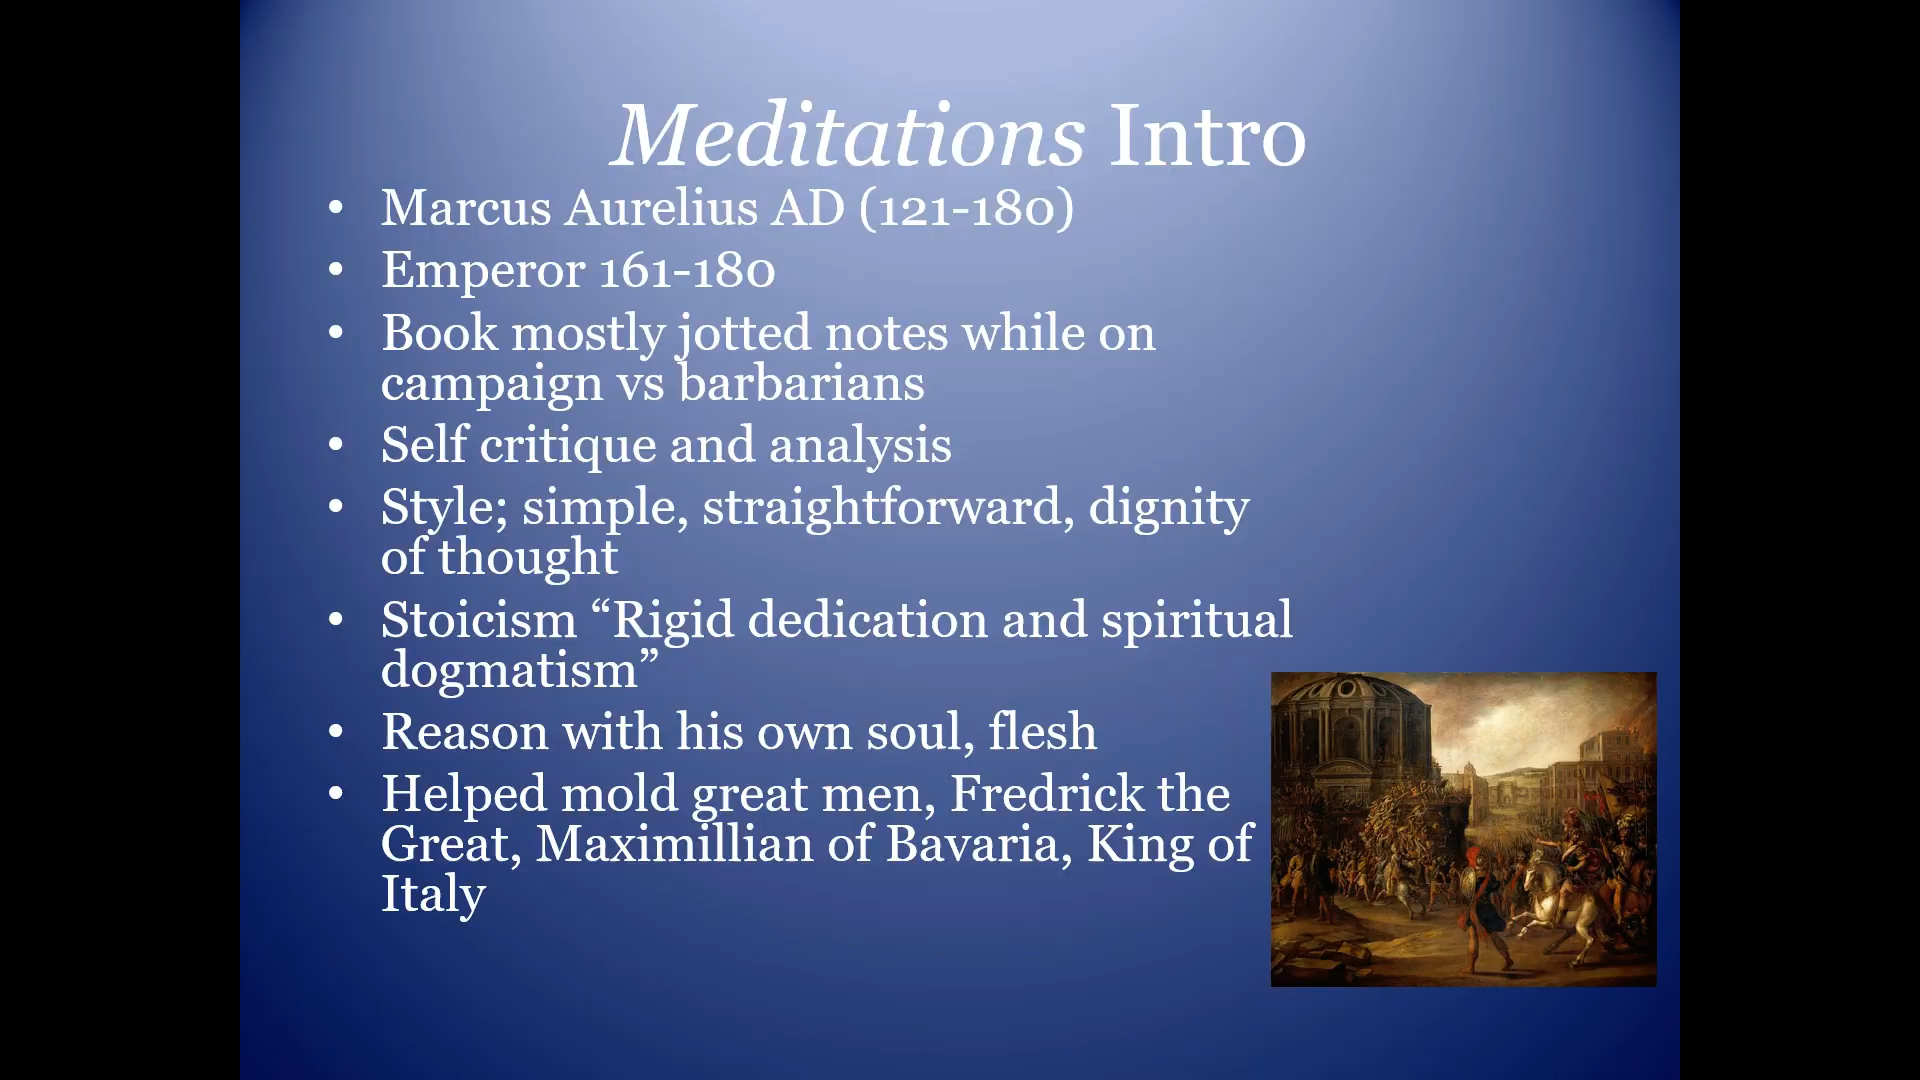 Meditations Intro
• Marcus Aurelius AD (121-180)
• Emperor 161-180
• Book mostly jotted notes while on
campaign vs barbarians
• Self critique and analysis
• Style; simple, straightforward, dignity
of thought
• Stoicism “Rigid dedication and spiritual
dogmatism”
• Reason with his own soul, flesh
• Helped mold great men, Fredrick the
Great, Maximillian of Bavaria, King of
Italy